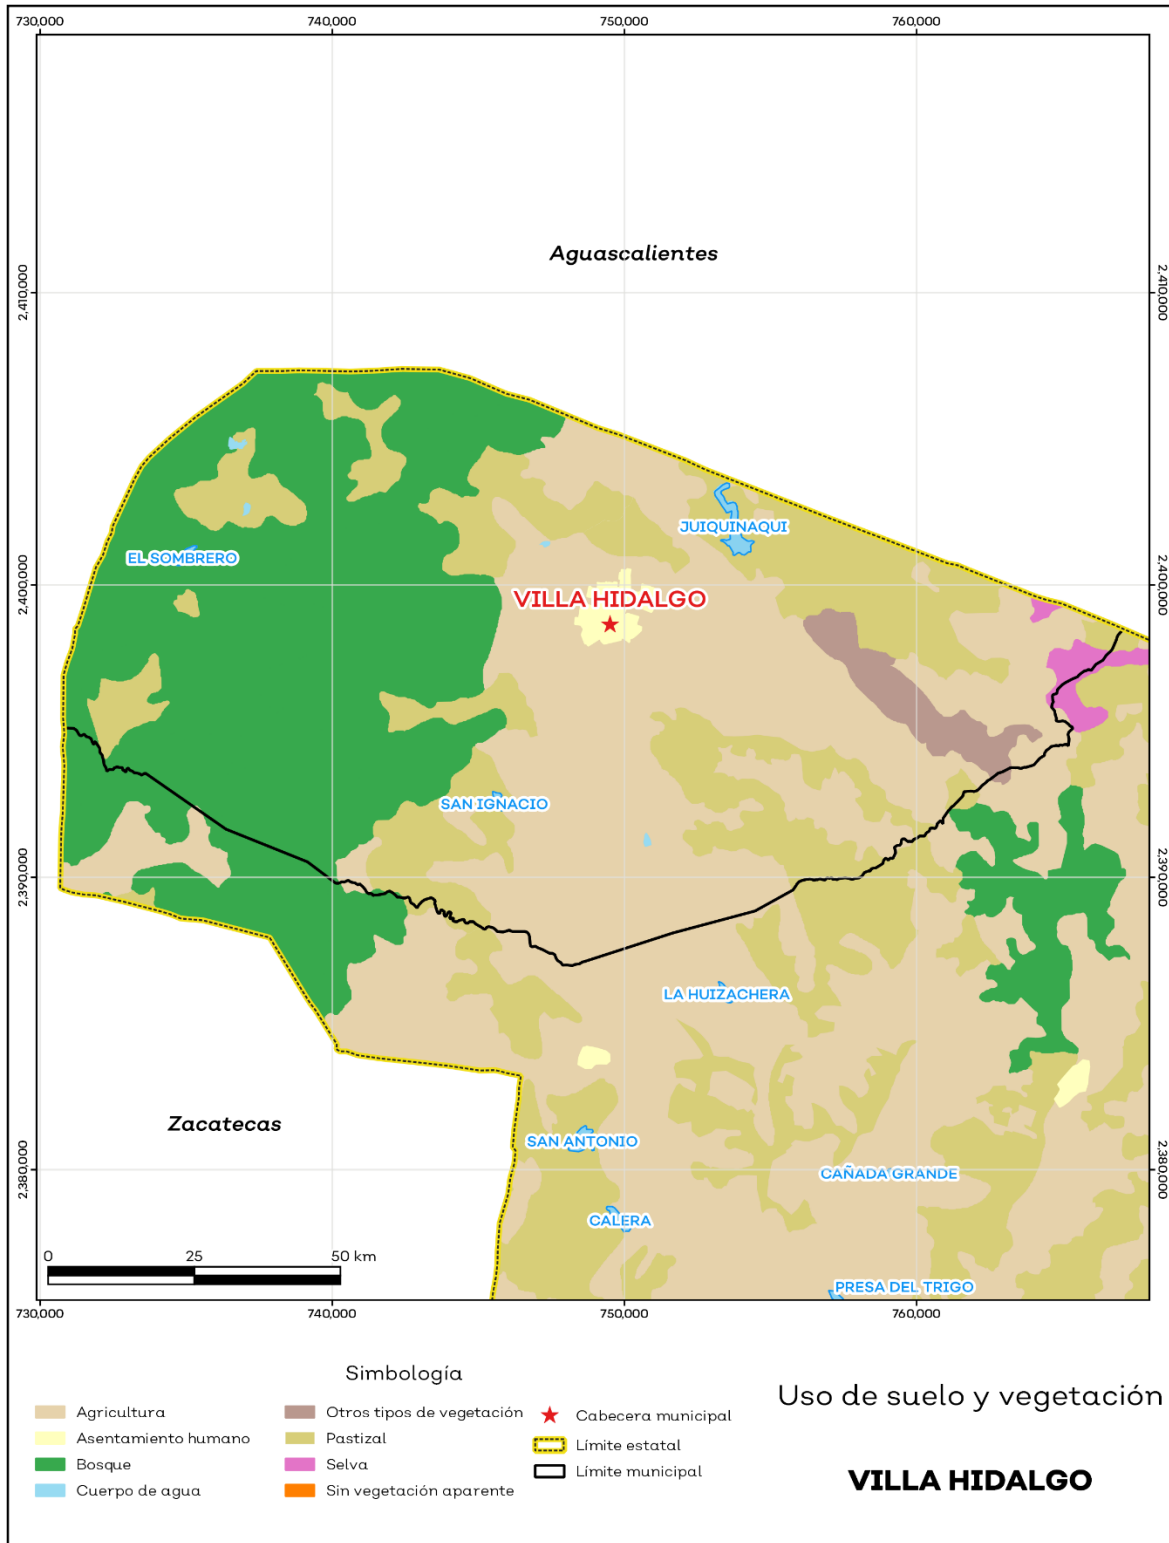 730,000 740,000 750,000 760,000
Aguascalientes
2,410,000 2,410,000
JUIQUINAQUI
EL SOMBRERO
2,400,000 2,400,000
VILLA HIDALGO
SAN IGNACIO
2,390,000 2,390,000
LA HUIZACHERA
Zacatecas
SAN ANTONIO
2,380,000 2,380,000
CAÑADA GRANDE
CALERA
0 25 50 km
PRESA DEL TRIGO
730,000 740,000 750,000 760,000
Simbología
Agricultura
Asentamiento humano
Bosque
Cuerpo de agua
Otros tipos de vegetación
Pastizal
Selva
Sin vegetación aparente
Cabecera municipal
Límite estatal
Límite municipal
Uso de suelo y vegetación
VILLA HIDALGO